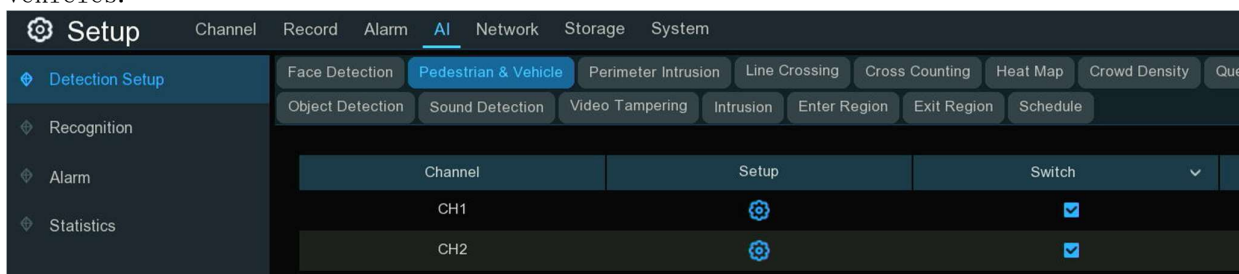 vehicles.
Setup Channel Record Alarm AI Network Storage System
Detection Setup
Recognition
Alarm
Statistics
Face Detection Pedestrian & Vehicle Perimeter Intrusion Line Crossing Cross Counting Heat Map Crowd Density Que
Object Detection Sound Detection Video Tampering Intrusion Enter Region Exit Region Schedule
Channel Setup Switch
CH1
CH2